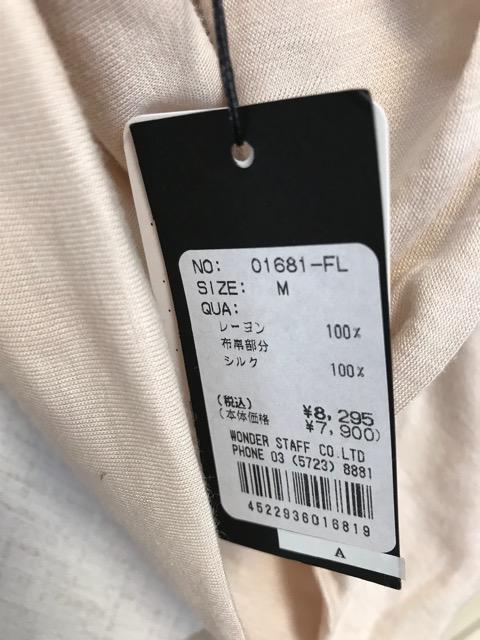 NO: 01681-FL
SIZE: M
QUA:
レーヨン 100%
布帛部分
シルク 100%
(税込) ¥8,295
(本体価格 ¥7,900)
WONDER STAFF CO.LTD
PHONE 03 (5723) 8881
4522936016819
A